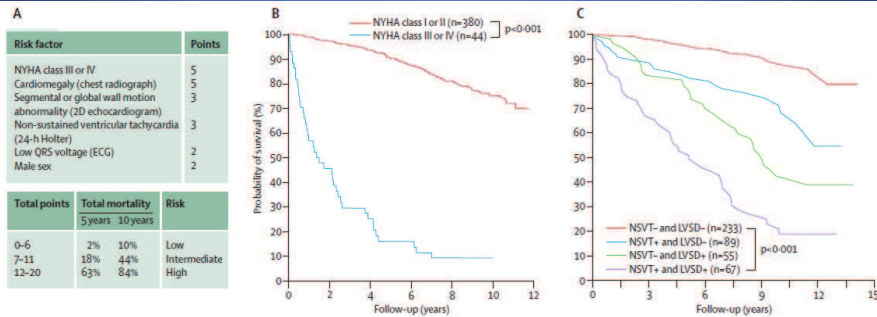 A
Risk factor Points
NYHA class III or IV 5
Cardiomegaly (chest radiograph) 5
Segmental or global wall motion 3
abnormality (2D echocardiogram)
Non-sustained ventricular tachycardia 3
(24-h Holter)
Low QRS voltage (ECG) 2
Male sex 2
Total points Total mortality Risk
5 years 10 years
0–6 2% 10% Low
7–11 18% 44% Intermediate
12–20 63% 84% High
B
NYHA class I or II (n=380)
NYHA class III or IV (n=44)
p<0·001
Probability of survival (%)
100
90
80
70
60
50
40
30
20
10
0
0 2 4 6 8 10 12
Follow-up (years)
C
100
90
80
70
60
50
40
30
20
10
0
NSVT– and LVSD– (n=233)
NSVT+ and LVSD– (n=89)
NSVT– and LVSD+ (n=55)
NSVT+ and LVSD+ (n=67)
p<0·001
0 3 6 9 12 15
Follow-up (years)